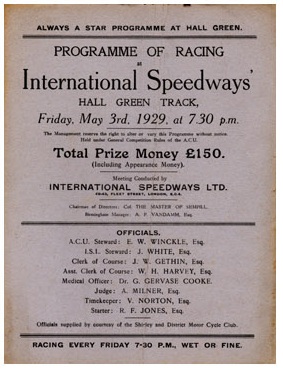 ALWAYS A STAR PROGRAMME AT HALL GREEN.
PROGRAMME OF RACING
at
International Speedways'
HALL GREEN TRACK,
Friday, May 3rd, 1929, at 7.30 p.m.
The Management reserve the right to alter or vary this Programme without notice.
Held under General Competition Rules of the A.C.U.
Total Prize Money £150.
(Including Appearance Money).
Meeting Conducted by
INTERNATIONAL SPEEDWAYS LTD.
FLEET STREET, LONDON, E.C.4.
Chairman of Directors: Col. THE MASTER OF SEMPILL.
Birmingham Manager: A. F. VANDAMM, Esq.
OFFICIALS.
A.C.U. Steward: E. W. WINCKLE, Esq.
I.S.L. Steward: J. WHITE, Esq.
Clerk of Course: J. W. GETHIN, Esq.
Asst. Clerk of Course: W. H. HARVEY, Esq.
Medical Officer: Dr. G. GERVASE COOKE.
Judge: A. MILNER, Esq.
Timekeeper: V. NORTON, Esq.
Starter: R. F. JONES, Esq.
Officials supplied by courtesy of the Shirley and District Motor Cycle Club.
RACING EVERY FRIDAY 7-30 P.M., WET OR FINE.